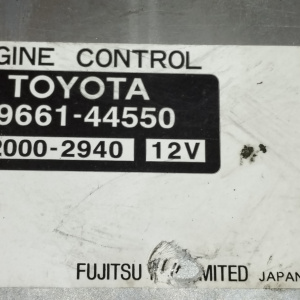 GINE CONTROL
TOYOTA
9661-44550
2000-2940 12V
FUJITSU MITED JAPAN